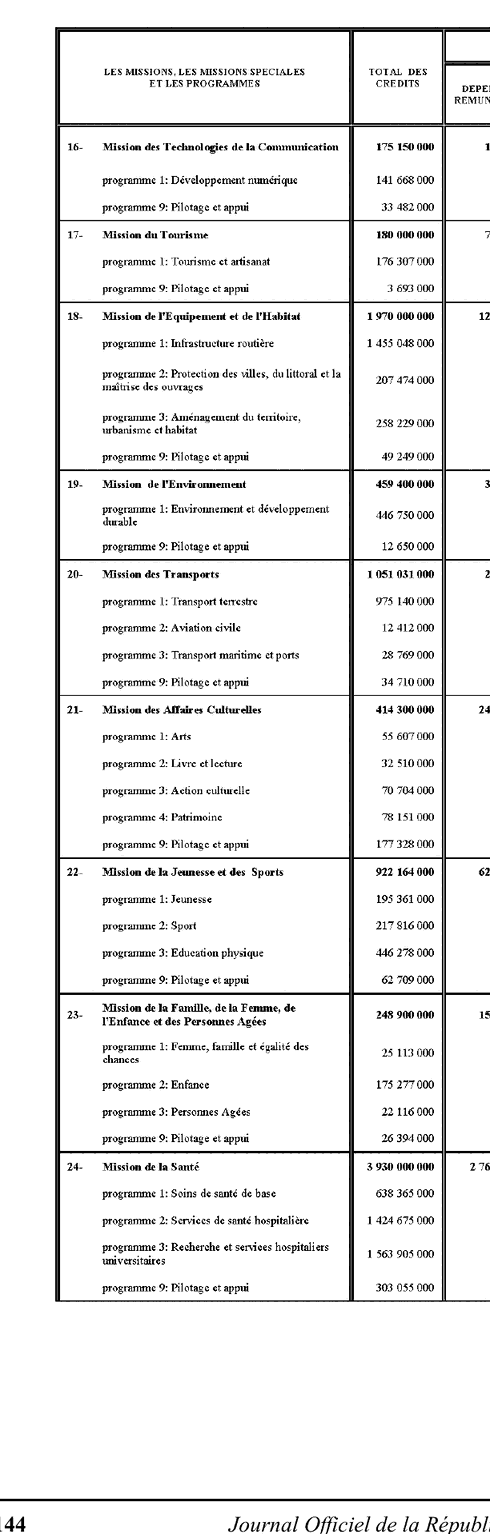 LES MISSIONS, LES MISSIONS SPECIALES
ET LES PROGRAMMES
TOTAL DES
CREDITS
DEPE
REMUN
16- Mission des Technologies de la Communication 175 150 000 1
programme 1: Développement numérique 141 668 000
programme 9: Pilotage et appui 33 482 000
17- Mission du Tourisme 180 000 000 7
programme 1: Tourisme et artisanat 176 307 000
programme 9: Pilotage et appui 3 693 000
18- Mission de l'Equipement et de l'Habitat 1 970 000 000 12
programme 1: Infrastructure routière 1 455 048 000
programme 2: Protection des villes, du littoral et la
maîtrise des ouvrages 207 474 000
programme 3: Aménagement du territoire,
urbanisme et habitat 258 229 000
programme 9: Pilotage et appui 49 249 000
19- Mission de l'Environnement 459 400 000 3
programme 1: Environnement et développement
durable 446 750 000
programme 9: Pilotage et appui 12 650 000
20- Mission des Transports 1 051 031 000 2
programme 1: Transport terrestre 975 140 000
programme 2: Aviation civile 12 412 000
programme 3: Transport maritime et ports 28 769 000
programme 9: Pilotage et appui 34 710 000
21- Mission des Affaires Culturelles 414 300 000 24
programme 1: Arts 55 607 000
programme 2: Livre et lecture 32 510 000
programme 3: Action culturelle 70 704 000
programme 4: Patrimoine 78 151 000
programme 9: Pilotage et appui 177 328 000
22- Mission de la Jeunesse et des Sports 922 164 000 62
programme 1: Jeunesse 195 361 000
programme 2: Sport 217 816 000
programme 3: Education physique 446 278 000
programme 9: Pilotage et appui 62 709 000
23- Mission de la Famille, de la Femme, de
l'Enfance et des Personnes Agées 248 900 000 15
programme 1: Femme, famille et égalité des
chances 25 113 000
programme 2: Enfance 175 277 000
programme 3: Personnes Agées 22 116 000
programme 9: Pilotage et appui 26 394 000
24- Mission de la Santé 3 930 000 000 2 76
programme 1: Soins de santé de base 638 365 000
programme 2: Services de santé hospitalière 1 424 675 000
programme 3: Recherche et services hospitaliers
universitaires 1 563 905 000
programme 9: Pilotage et appui 303 055 000
144 Journal Officiel de la Républi